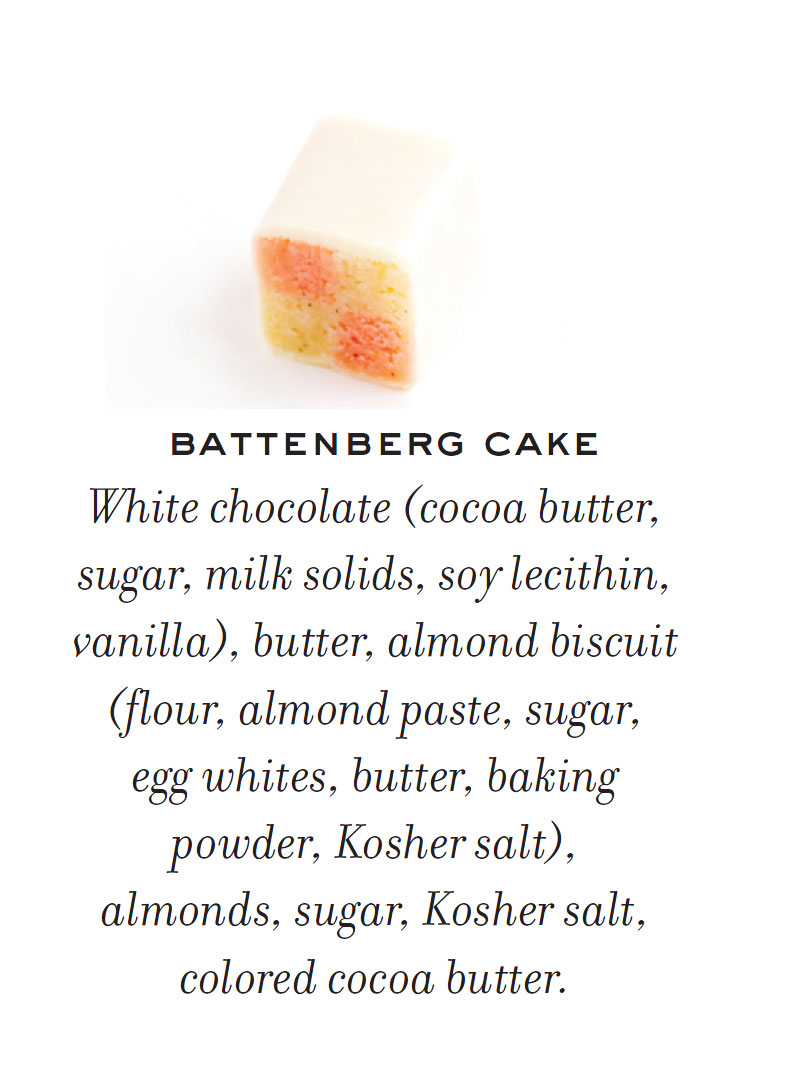 BATTENBERG CAKE
White chocolate (cocoa butter,
sugar, milk solids, soy lecithin,
vanilla), butter, almond biscuit
(flour, almond paste, sugar,
egg whites, butter, baking
powder, Kosher salt),
almonds, sugar, Kosher salt,
colored cocoa butter.